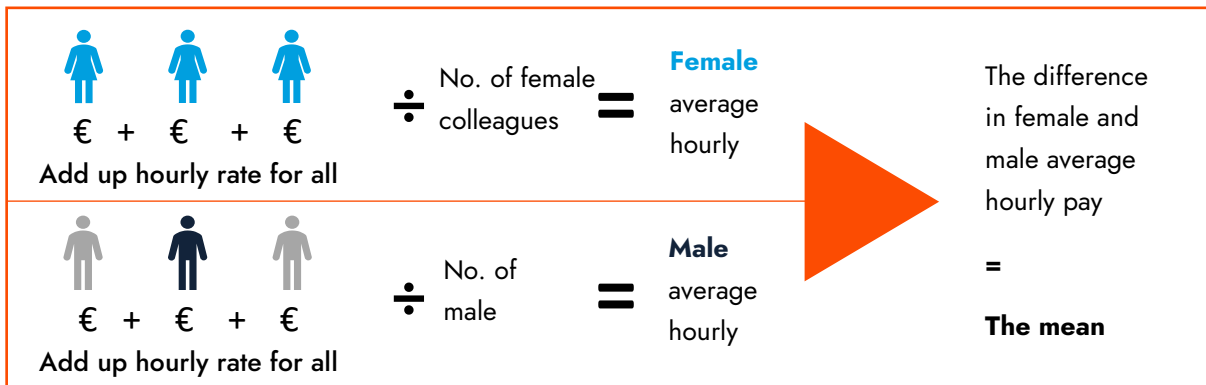 € + € + €
Add up hourly rate for all
÷
No. of female
colleagues
=
Female
average
hourly
€ + € + €
Add up hourly rate for all
÷
No. of
male
=
Male
average
hourly
The difference
in female and
male average
hourly pay
=
The mean